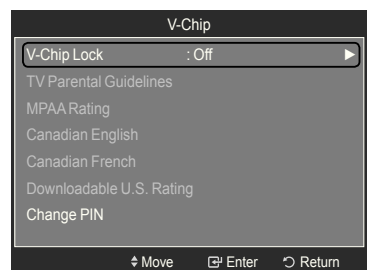 V-Chip
V-Chip Lock : Off
TV Parental Guidelines
MPAA Rating
Canadian English
Canadian French
Downloadable U.S. Rating
Change PIN
Move Enter Return